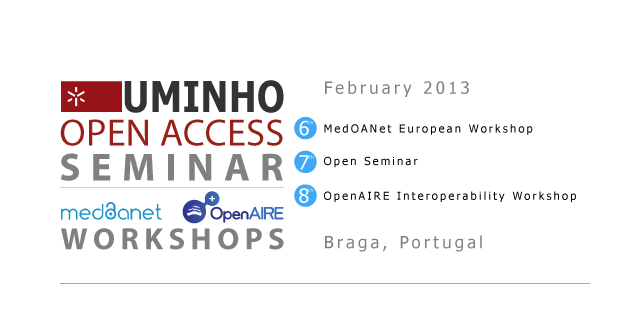 UMINHO
OPEN ACCESS
SEMINAR
medoanet OpenAIRE
WORKSHOPS
February 2013
6th MedOANet European Workshop
7th Open Seminar
8th OpenAIRE Interoperability Workshop
Braga, Portugal